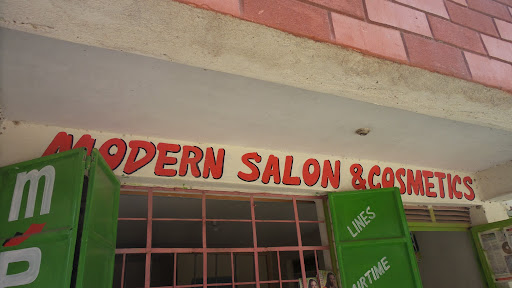 MODERN SALON & COSMETICS
m
LINES
AIRTIME